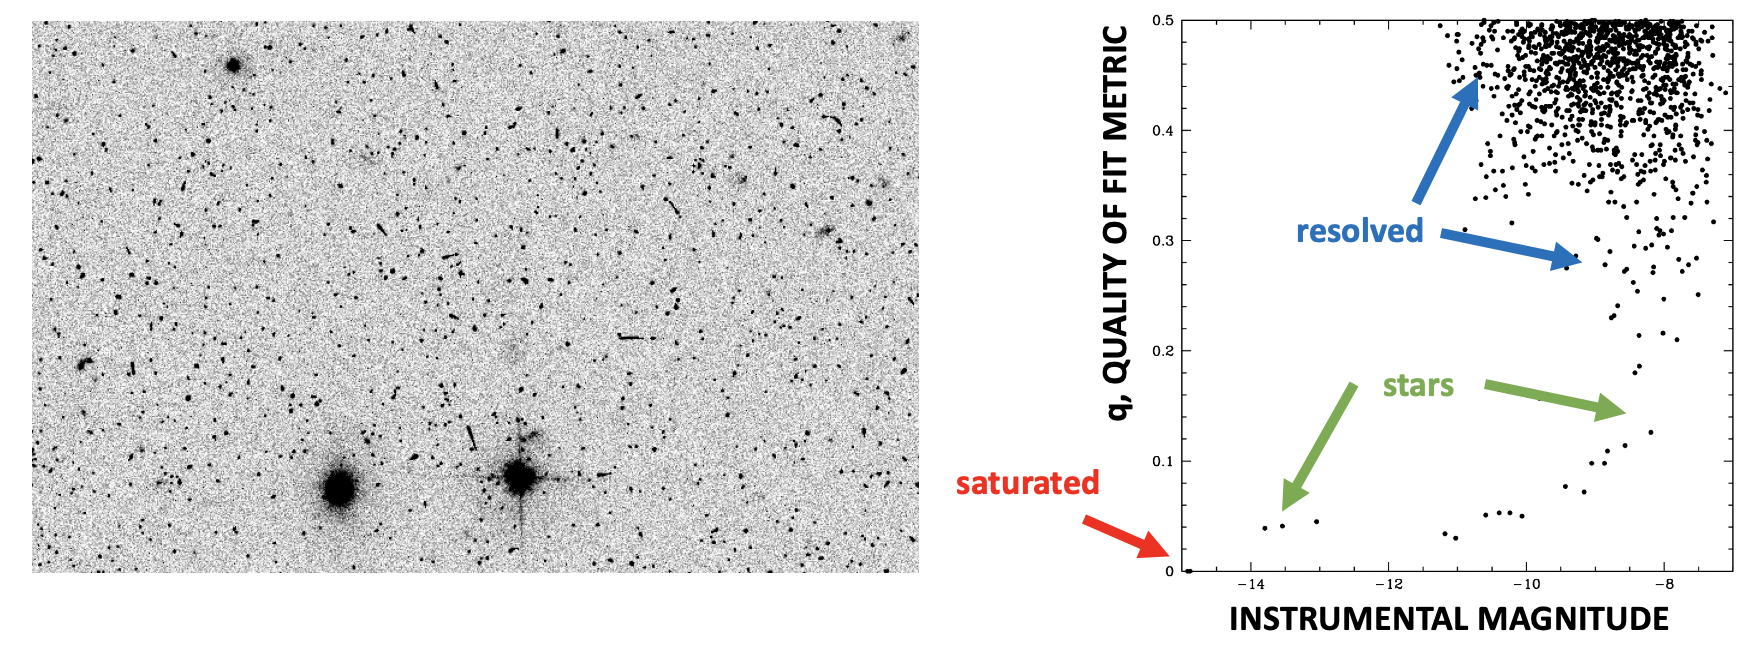 q, QUALITY OF FIT METRIC
0.5
0.4
0.3
0.2
0.1
0
resolved
stars
saturated
−14
−12
−10
−8
INSTRUMENTAL MAGNITUDE